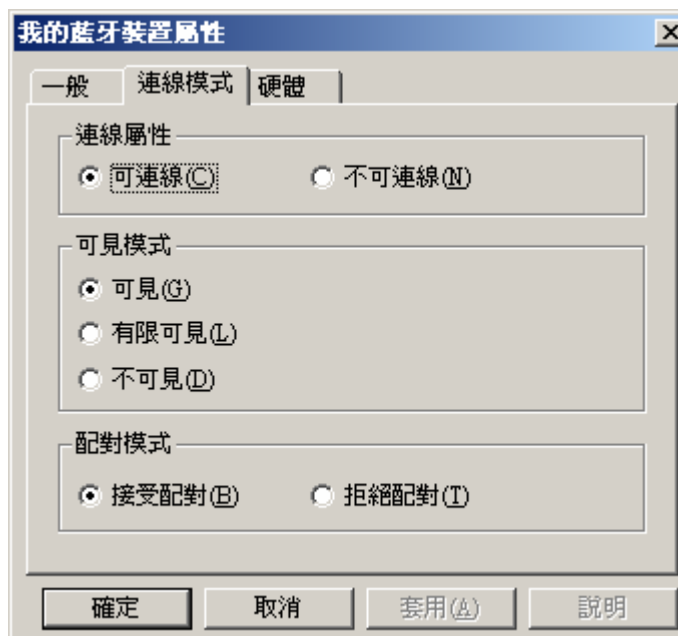 我的藍牙裝置屬性
一般 連線模式 硬體
連線屬性
可連線(C) 不可連線(N)
可見模式
可見(G)
有限可見(L)
不可見(D)
配對模式
接受配對(B) 拒絕配對(T)
確定 取消 套用(A) 說明